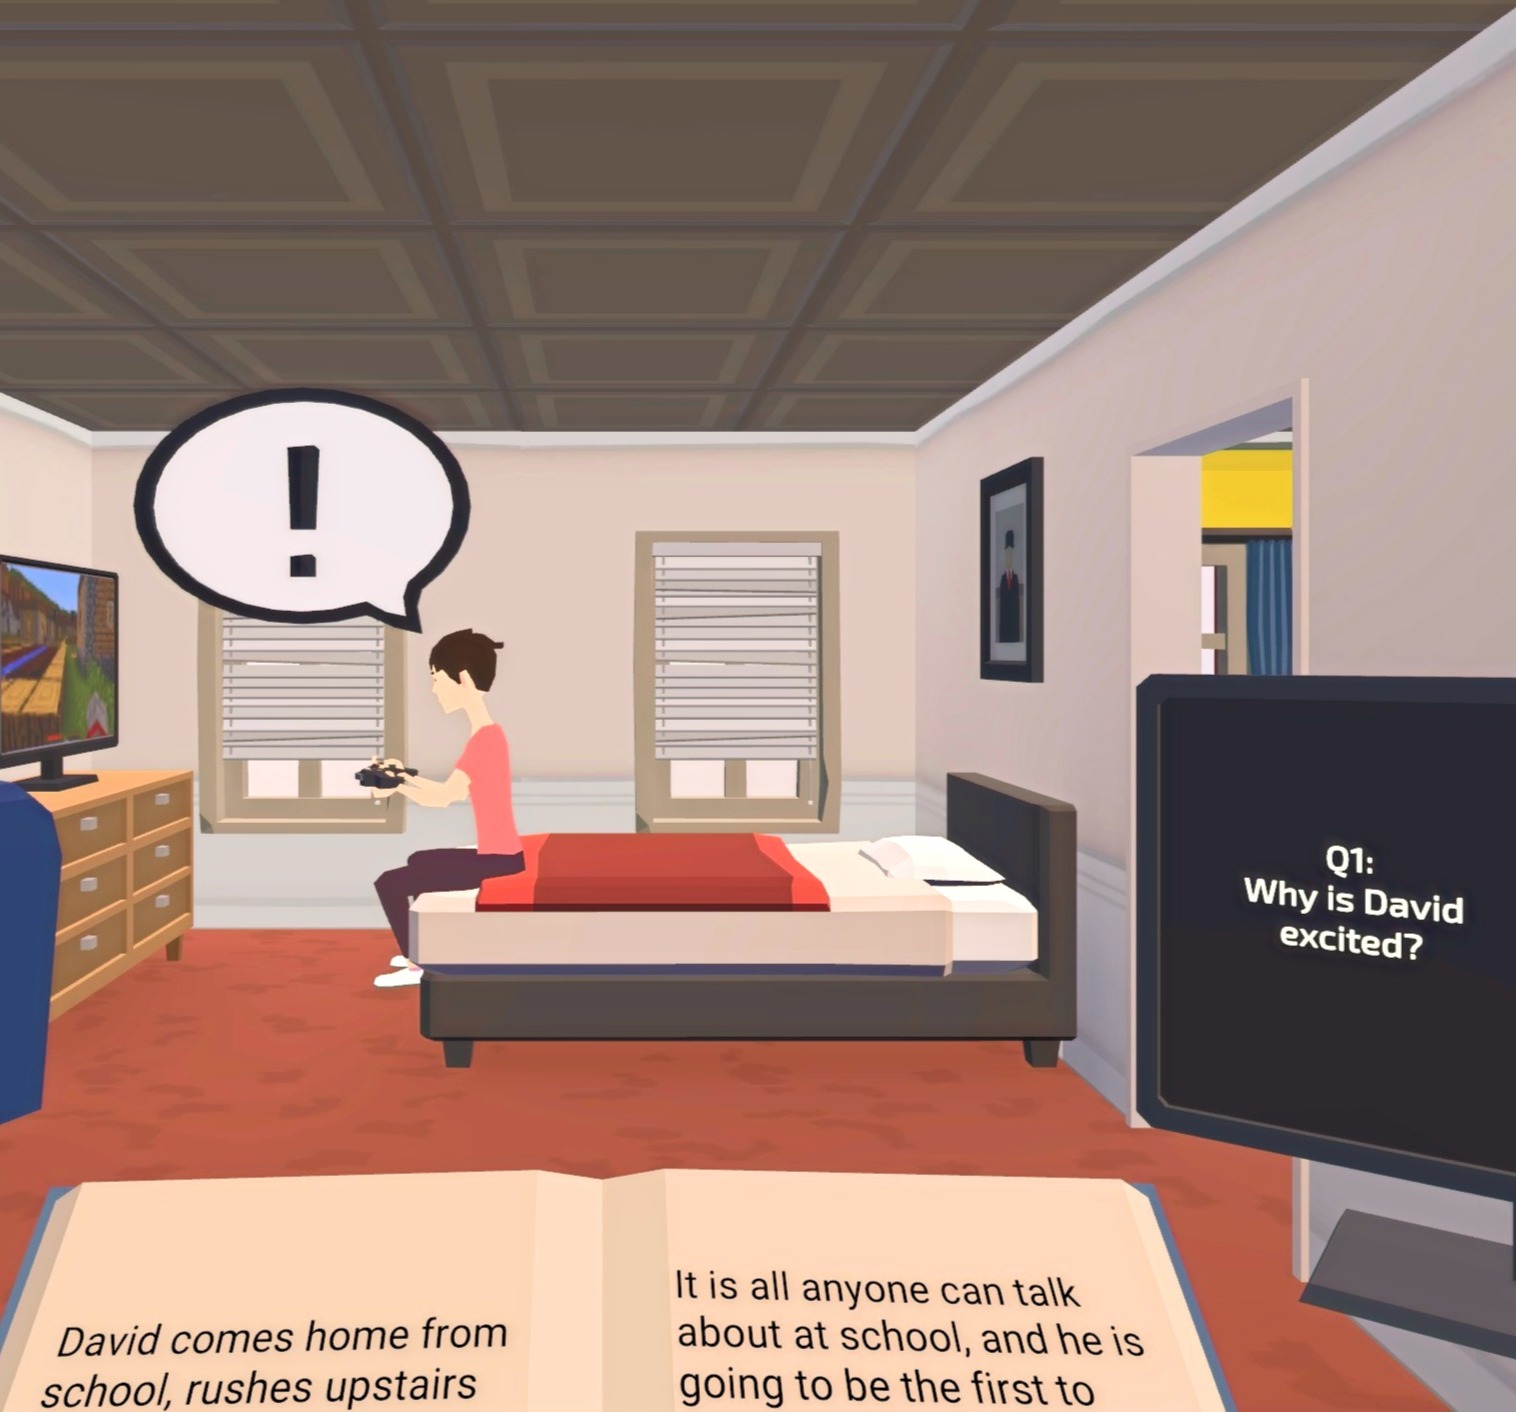 !
Q1:
Why is David
excited?
David comes home from
school, rushes upstairs
It is all anyone can talk
about at school, and he is
going to be the first to